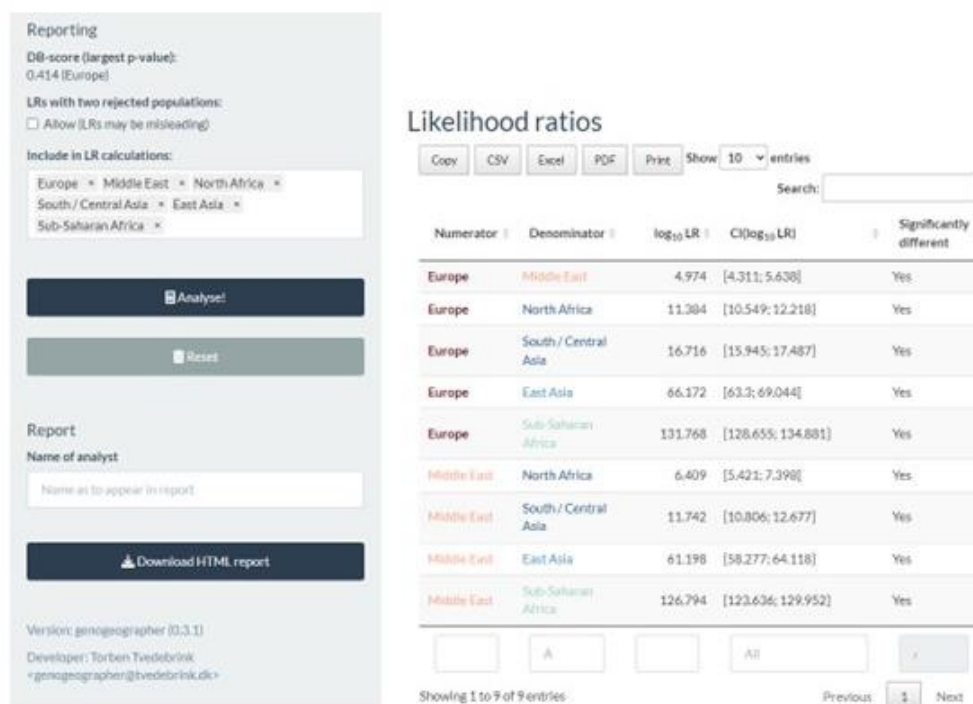 Reporting
DB-score (largest p-value):
0.414 (Europe)
LRs with two rejected populations:
Allow (LRs may be misleading)
Include in LR calculations:
Europe × Middle East × North Africa ×
South / Central Asia × East Asia ×
Sub-Saharan Africa ×
Analyse!
Reset
Report
Name of analyst
Name as to appear in report
Download HTML report
Version: genogeographer (0.3.1)
Developer: Torben Tvedebrink
<genogeographer@tvedebrink.dk>
Likelihood ratios
Copy CSV Excel PDF Print Show 10 entries
Search:
Numerator Denominator log10 LR CI(log10 LR) Significantly
different
Europe Middle East 4.974 [4.311; 5.638] Yes
Europe North Africa 11.384 [10.549; 12.218] Yes
Europe South / Central
Asia 16.716 [15.945; 17.487] Yes
Europe East Asia 66.172 [63.3; 69.044] Yes
Europe Sub-Saharan
Africa 131.768 [128.655; 134.881] Yes
Middle East North Africa 6.409 [5.421; 7.398] Yes
Middle East South / Central
Asia 11.742 [10.806; 12.677] Yes
Middle East East Asia 61.198 [58.277; 64.118] Yes
Middle East Sub-Saharan
Africa 126.794 [123.636; 129.952] Yes
A All
Showing 1 to 9 of 9 entries
Previous 1 Next